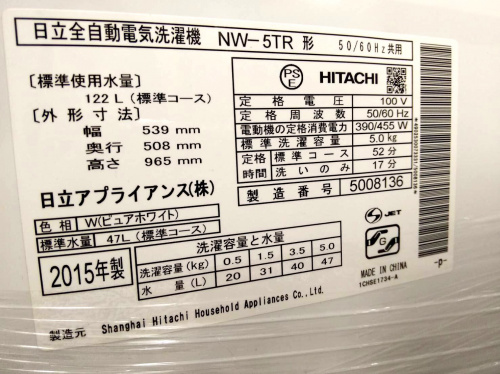 日立全自動電気洗濯機 NW-5TR 形 50/60Hz共用
〔標準使用水量〕
122L（標準コース）
〔外形寸法〕
幅 539 mm
奥行 508 mm
高さ 965 mm
日立アプライアンス(株)
色相 W(ピュアホワイト)
標準水量 47L（標準コース）
2015年製
PSE HITACHI
定格電圧 100V
定格周波数 50/60 Hz
電動機の定格消費電力 390/455 W
標準洗濯容量 5.0kg
定格時間 標準コース 52分
洗いのみ 17分
製造番号 5008136
洗濯容量と水量
洗濯容量(kg) 0.5 1.5 3.5 5.0
水量(L) 20 31 40 47
S JET
G
MADE IN CHINA
1CHSE1734-A
-p-
製造元 Shanghai Hitachi Household Appliances Co., Ltd.